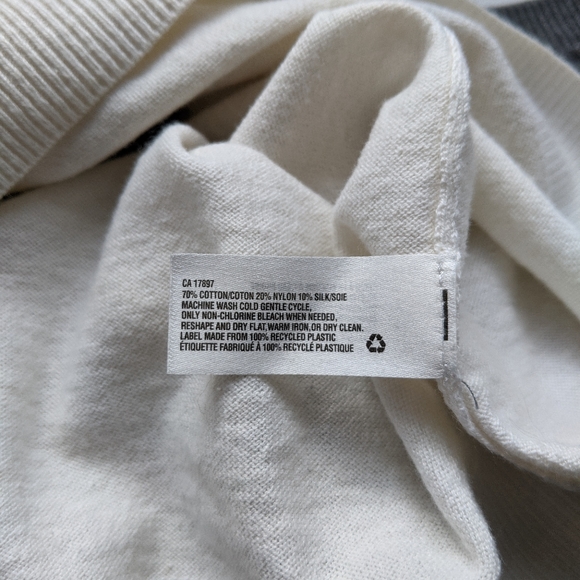 CA 17897
70% COTTON/COTON 20% NYLON 10% SILK/SOIE
MACHINE WASH COLD GENTLE CYCLE,
ONLY NON-CHLORINE BLEACH WHEN NEEDED,
RESHAPE AND DRY FLAT, WARM IRON, OR DRY CLEAN.
LABEL MADE FROM 100% RECYCLED PLASTIC
ÉTIQUETTE FABRIQUÉ À 100% RECYCLÉ PLASTIQUE